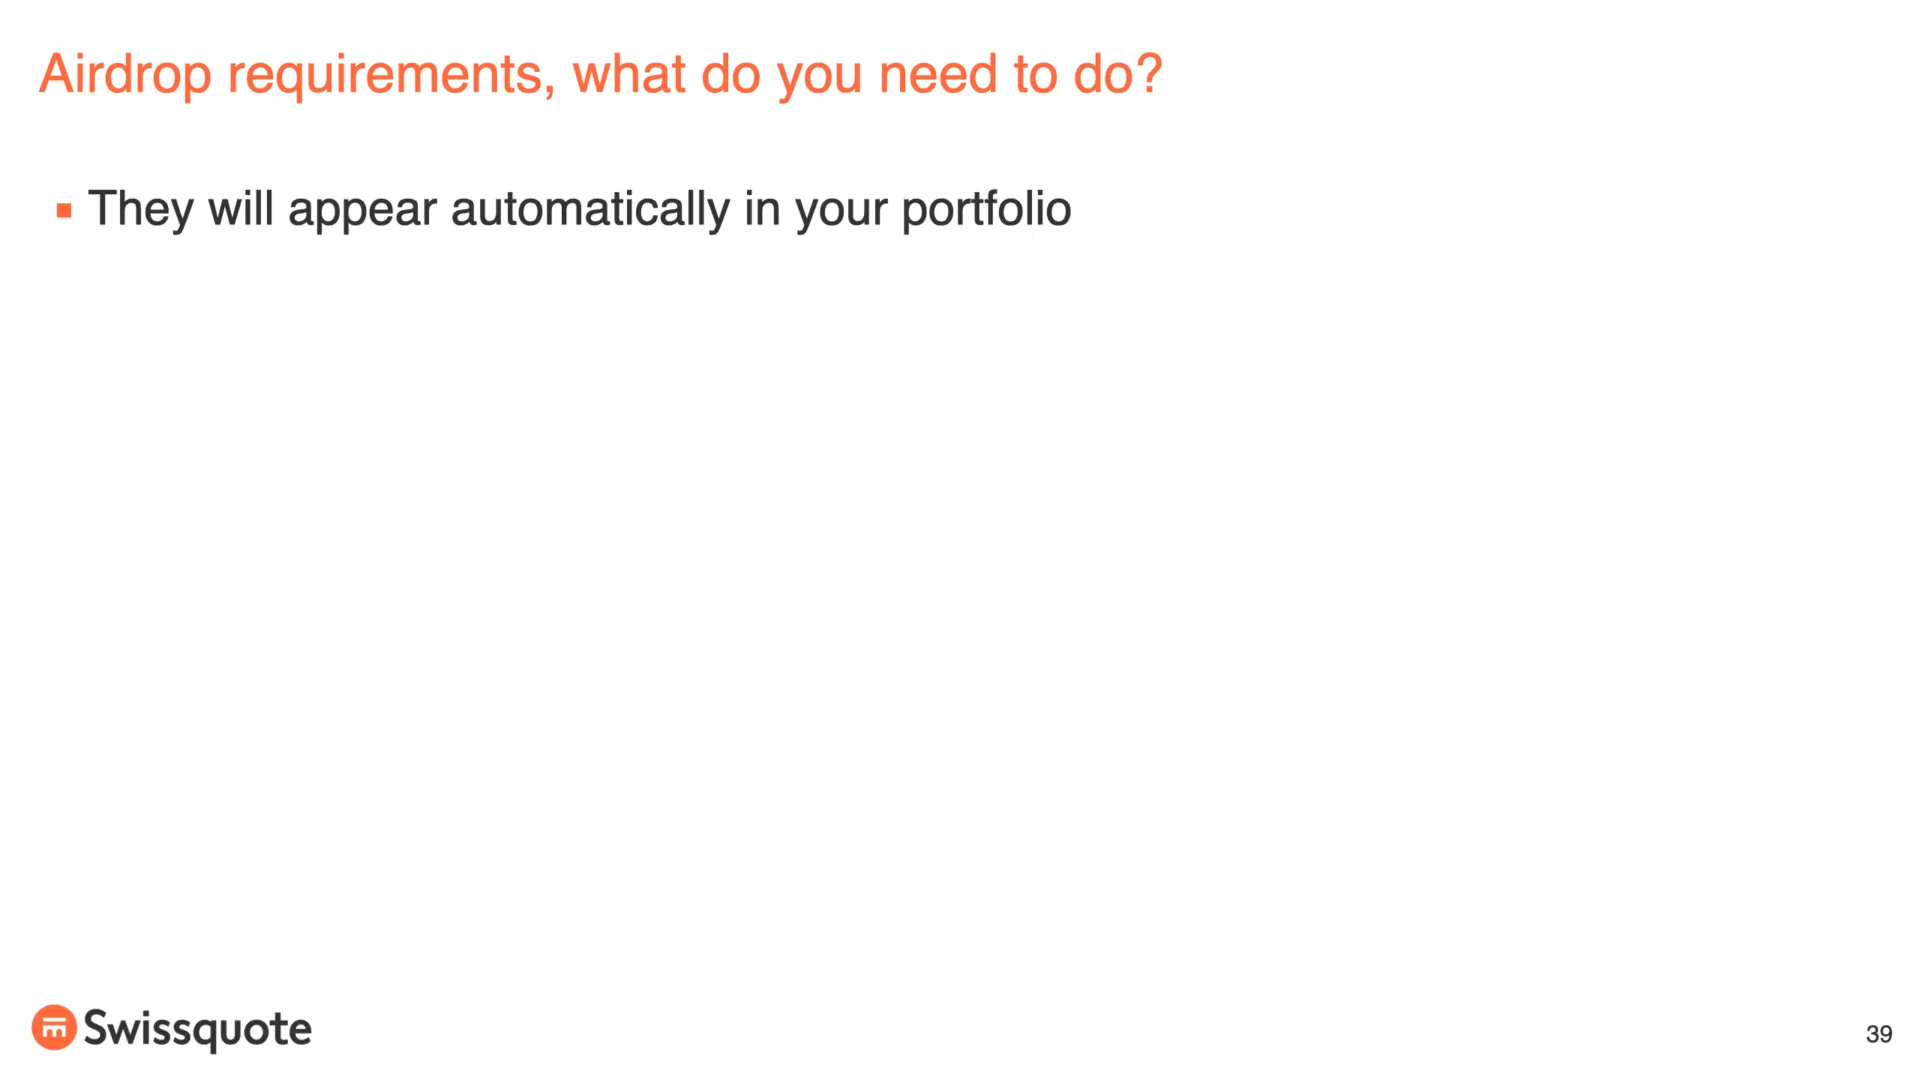 Airdrop requirements, what do you need to do?
They will appear automatically in your portfolio
Swissquote
39